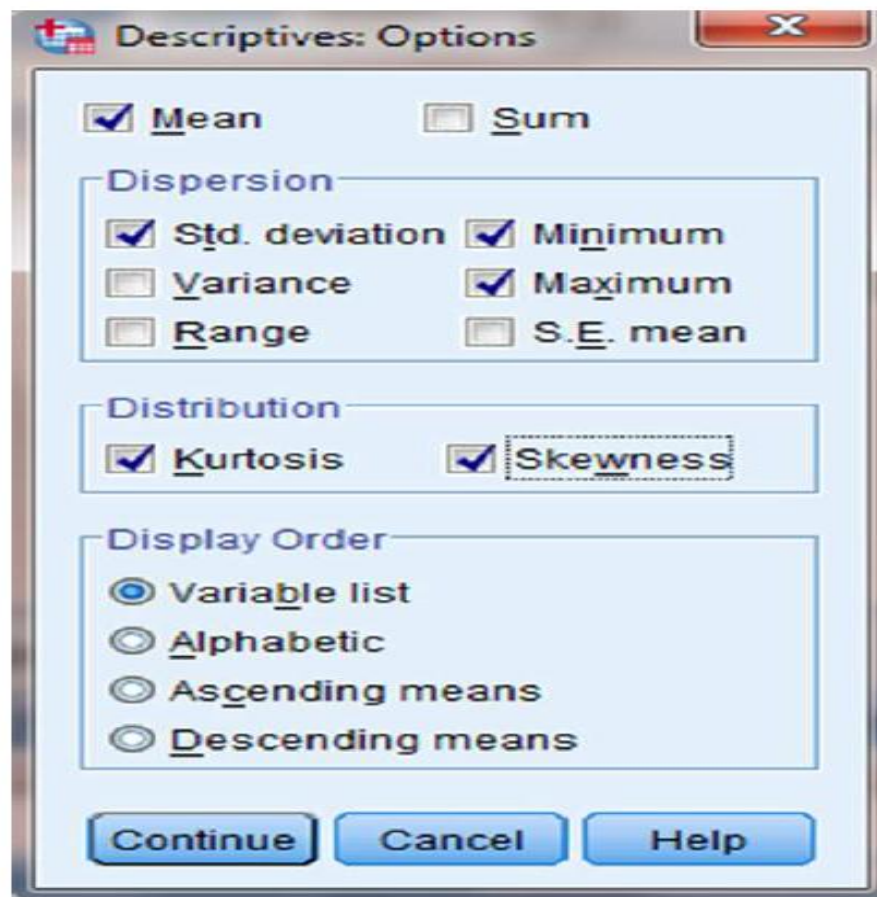 Descriptives: Options
Mean Sum
Dispersion
Std. deviation Minimum
Variance Maximum
Range S.E. mean
Distribution
Kurtosis Skewness
Display Order
Variable list
Alphabetic
Ascending means
Descending means
Continue Cancel Help